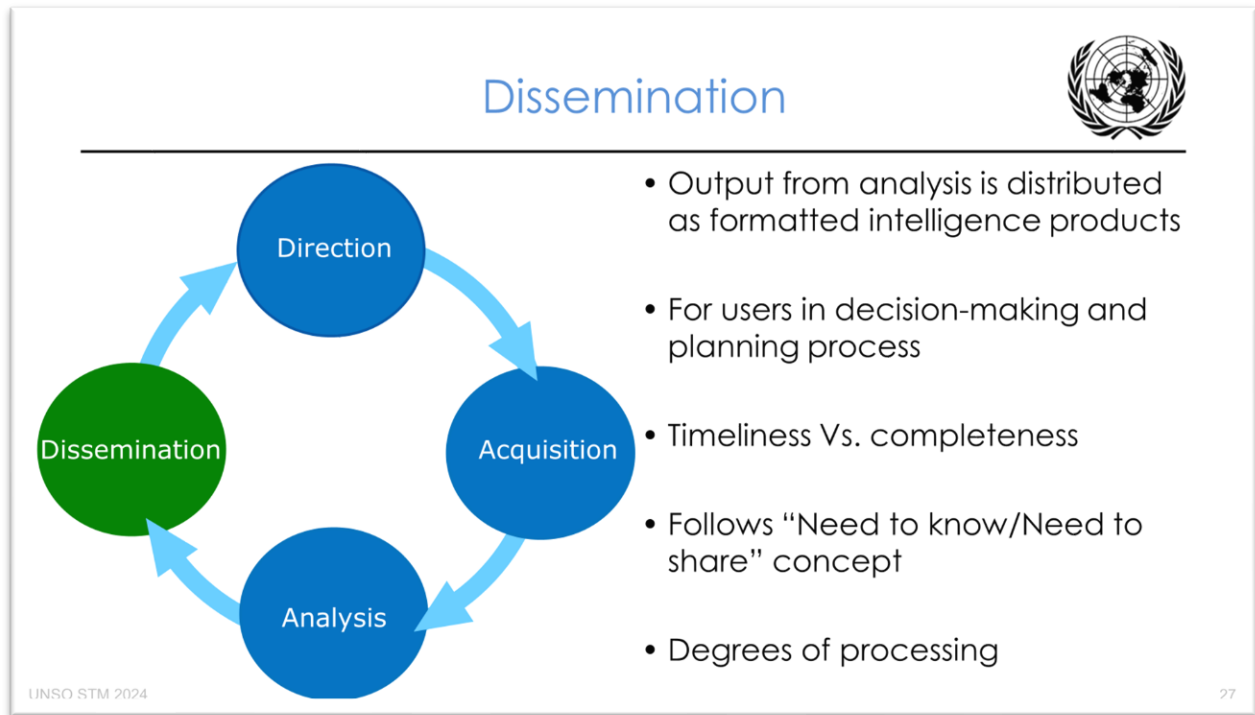 Dissemination
Direction
Acquisition
Analysis
Dissemination
• Output from analysis is distributed
as formatted intelligence products
• For users in decision-making and
planning process
• Timeliness Vs. completeness
• Follows “Need to know/Need to
share” concept
• Degrees of processing
UNSO STM 2024
27